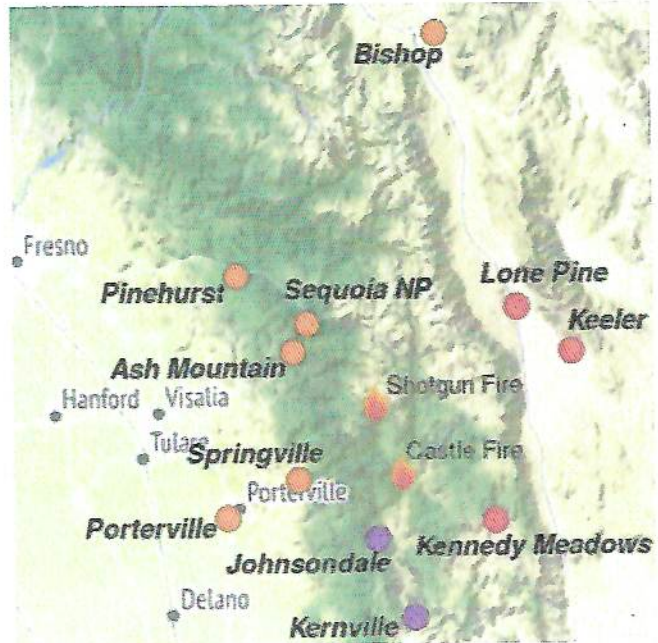 Bishop
Fresno
Pinehurst
Sequoia NP
Lone Pine
Keeler
Ash Mountain
Shotgun Fire
Hanford
Visalia
Tulare
Springville
Castle Fire
Porterville
Porterville
Johnsondale
Kennedy Meadows
Delano
Kernville